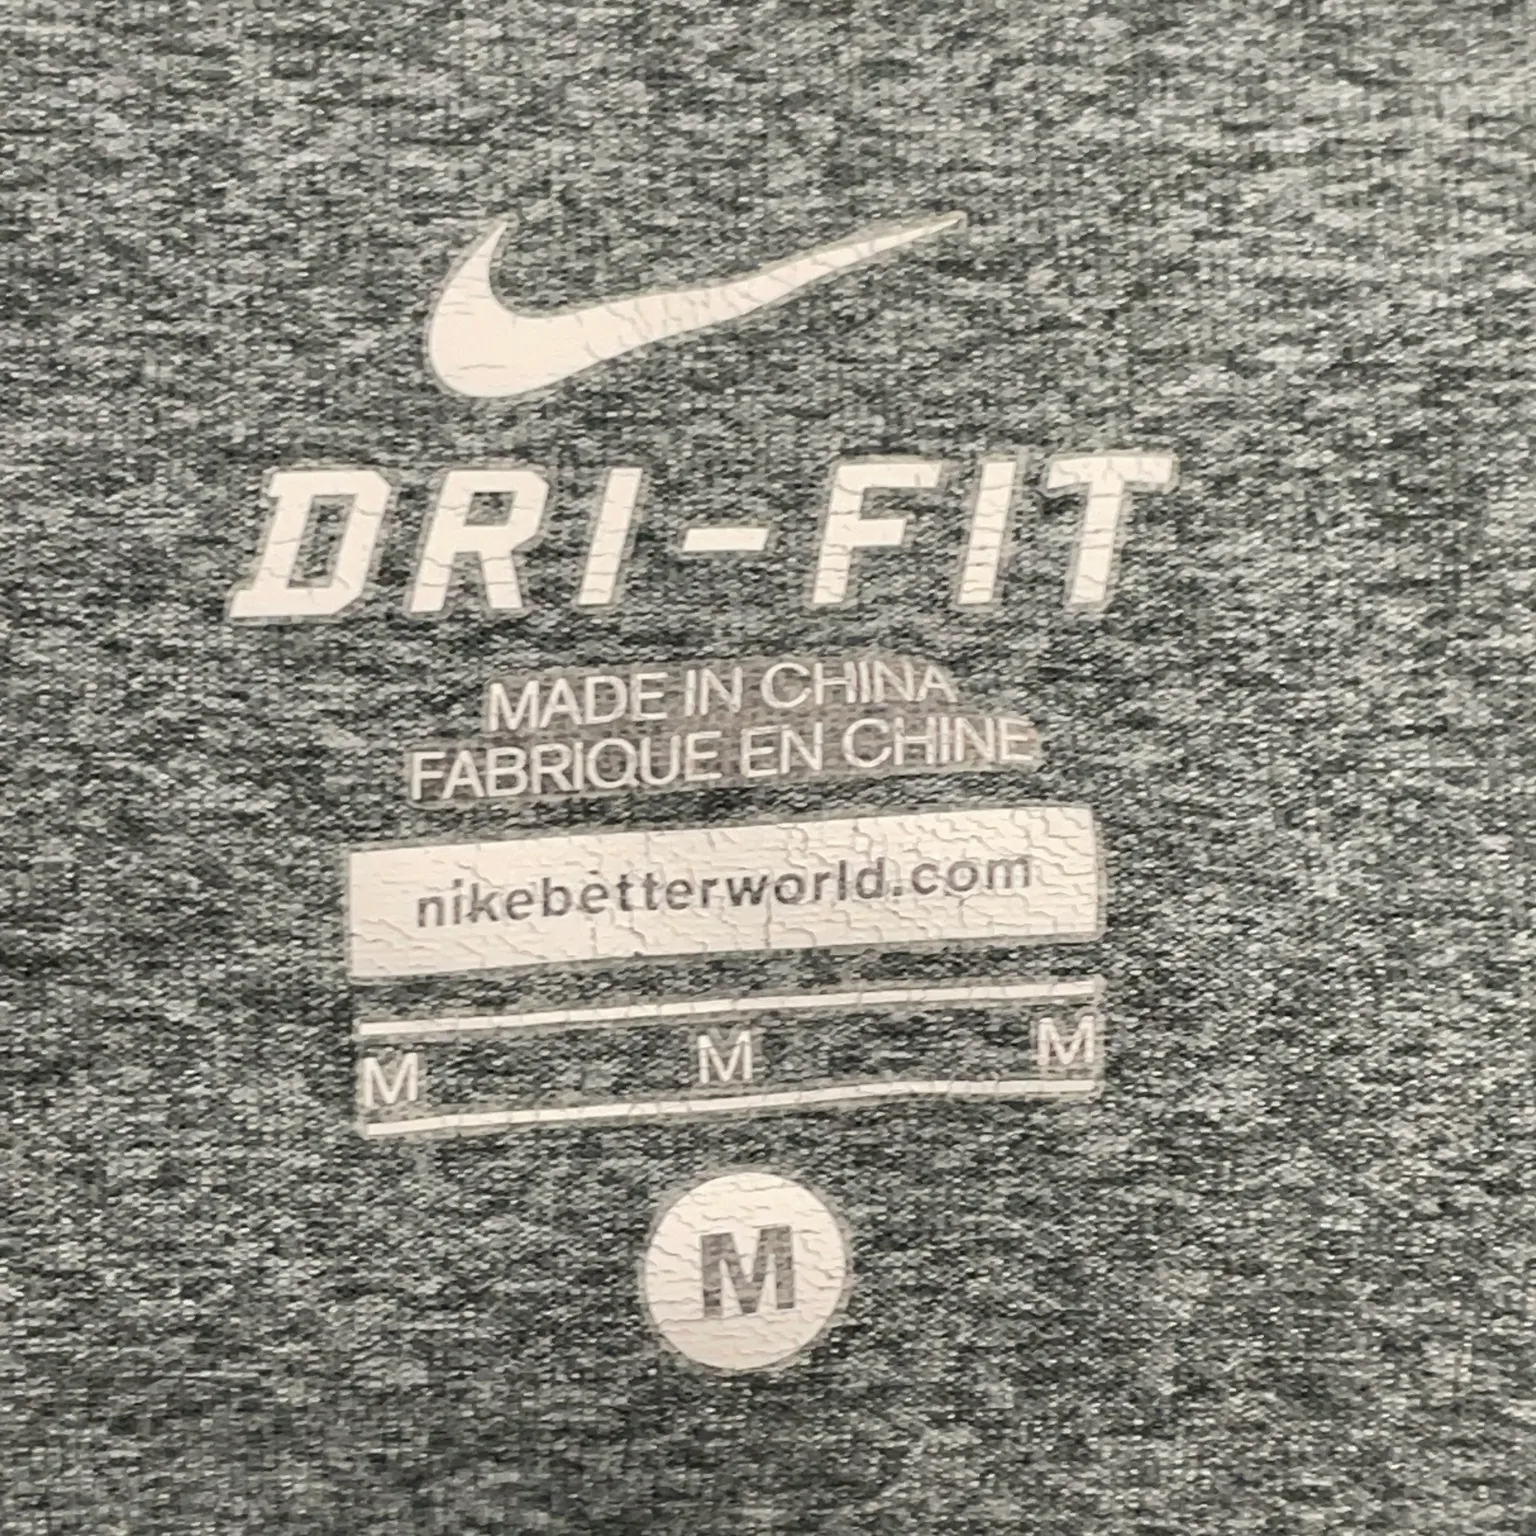 DRI-FIT
MADE IN CHINA
FABRIQUE EN CHINE
nikebetterworld.com
M M M
M